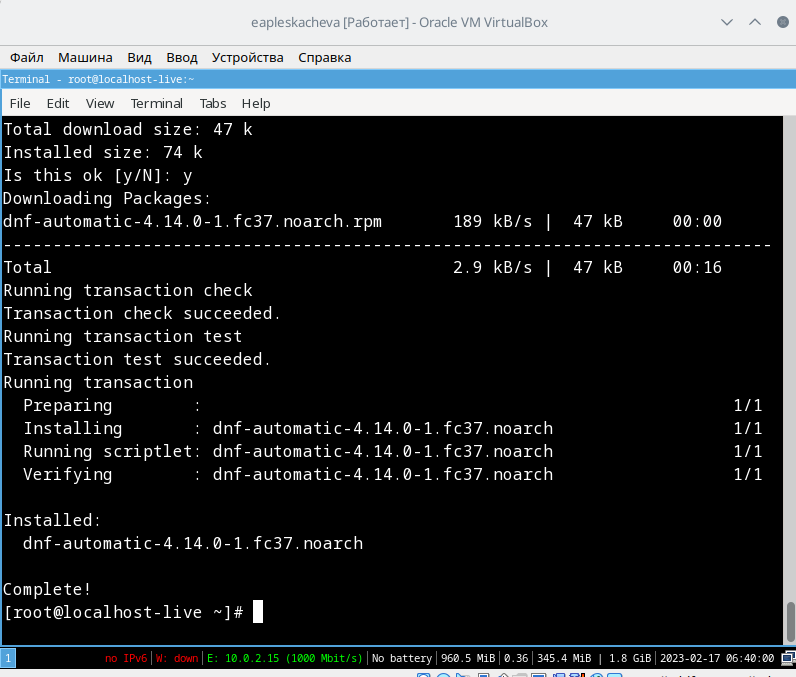 eapleskacheva [Работает] - Oracle VM VirtualBox
Файл Машина Вид Ввод Устройства Справка
Terminal - root@localhost-live:~
File Edit View Terminal Tabs Help
Total download size: 47 k
Installed size: 74 k
Is this ok [y/N]: y
Downloading Packages:
dnf-automatic-4.14.0-1.fc37.noarch.rpm 189 kB/s | 47 kB 00:00
--------------------------------------------------------------------------------
Total 2.9 kB/s | 47 kB 00:16
Running transaction check
Transaction check succeeded.
Running transaction test
Transaction test succeeded.
Running transaction
Preparing : 1/1
Installing : dnf-automatic-4.14.0-1.fc37.noarch 1/1
Running scriptlet: dnf-automatic-4.14.0-1.fc37.noarch 1/1
Verifying : dnf-automatic-4.14.0-1.fc37.noarch 1/1
Installed:
dnf-automatic-4.14.0-1.fc37.noarch
Complete!
[root@localhost-live ~]#
1 no IPv6| W: down| E: 10.0.2.15 (1000 Mbit/s)| No battery| 960.5 MiB| 0.36| 345.4 MiB | 1.8 GiB| 2023-02-17 06:40:00